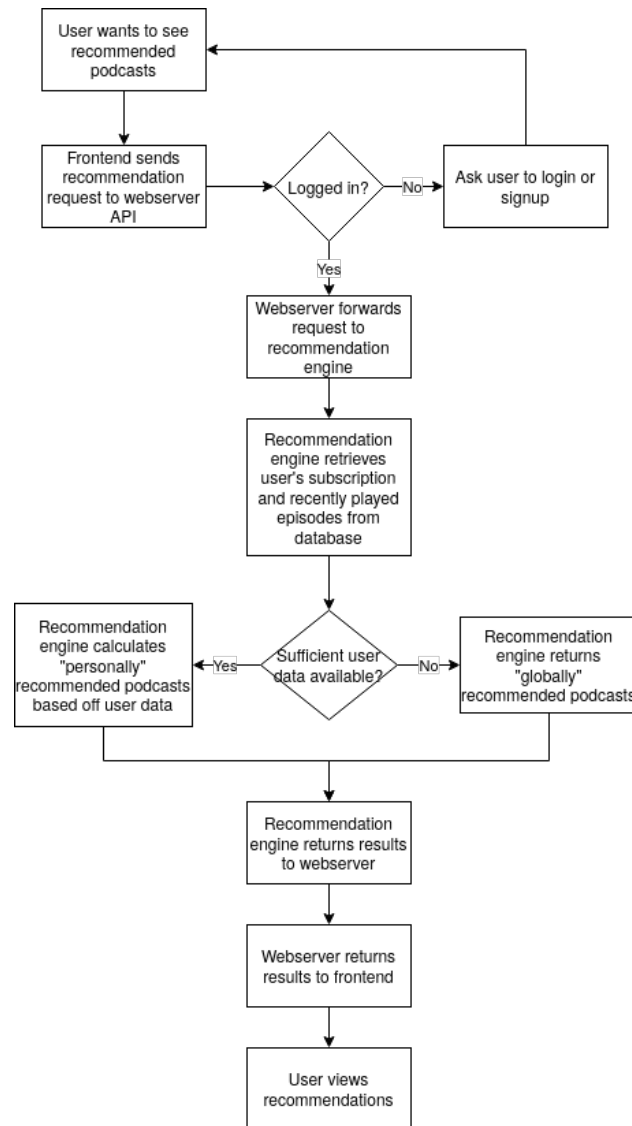 User wants to see
recommended
podcasts
Frontend sends
recommendation
request to webserver
API
Logged in?
No
Ask user to login or
signup
Yes
Webserver forwards
request to
recommendation
engine
Recommendation
engine retrieves
user's subscription
and recently played
episodes from
database
Sufficient user
data available?
Yes
Recommendation
engine calculates
"personally"
recommended podcasts
based off user data
No
Recommendation
engine returns
"globally"
recommended podcasts
Recommendation
engine returns results
to webserver
Webserver returns
results to frontend
User views
recommendations